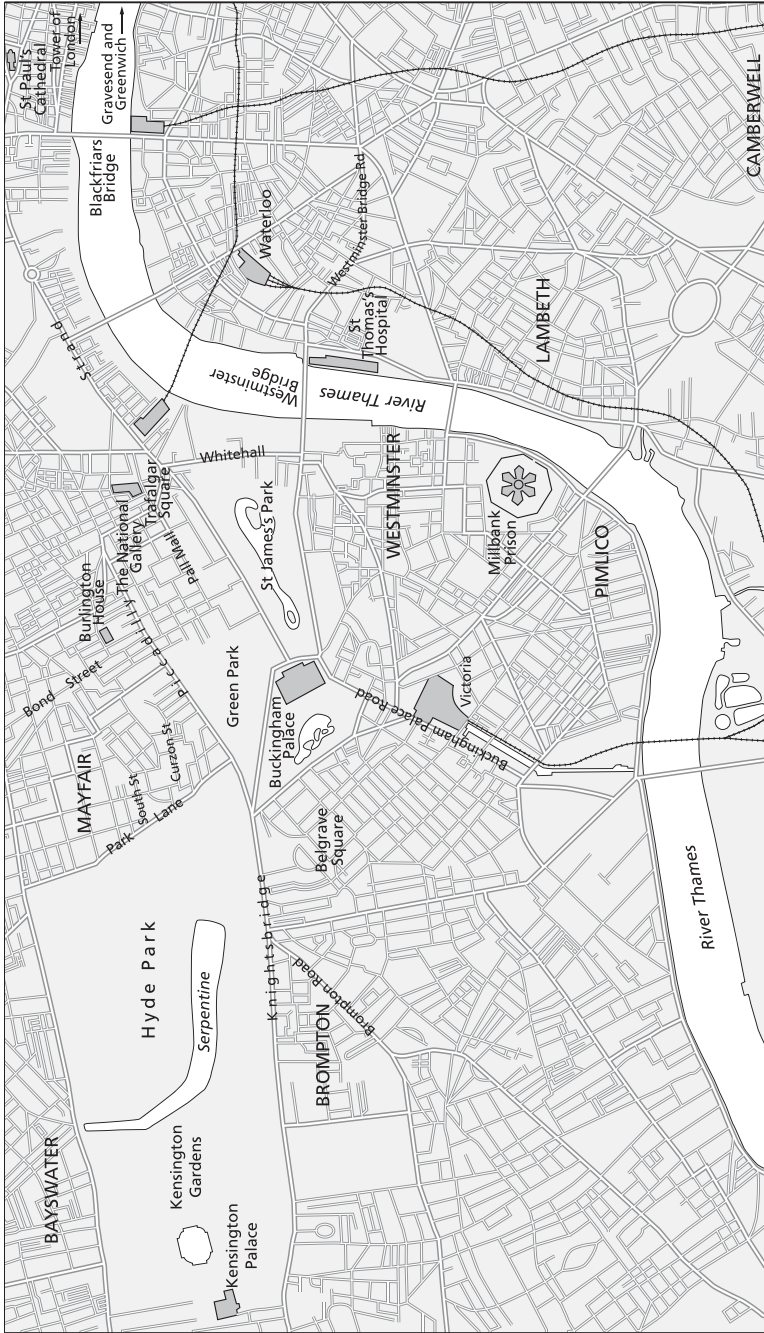 BAYSWATER
Kensington
Gardens
Kensington
Palace
Hyde Park
Serpentine
Knightsbridge
BROMPTON
Brompton Road
MAYFAIR
Park Lane
South St
Curzon St
Bond Street
Piccadilly
Burlington
House
The National
Gallery
Trafalgar
Square
Pall Mall
Green Park
St James's Park
Buckingham
Palace
Belgrave
Square
Buckingham Palace Road
Victoria
Whitehall
WESTMINSTER
Millbank
Prison
PIMLICO
Strand
Westminster
Bridge
River Thames
River Thames
St
Thomas's
Hospital
LAMBETH
Westminster Bridge Rd
Waterloo
Blackfriars
Bridge
St Paul's
Cathedral
Tower of
London
Gravesend and
Greenwich
CAMBERWELL